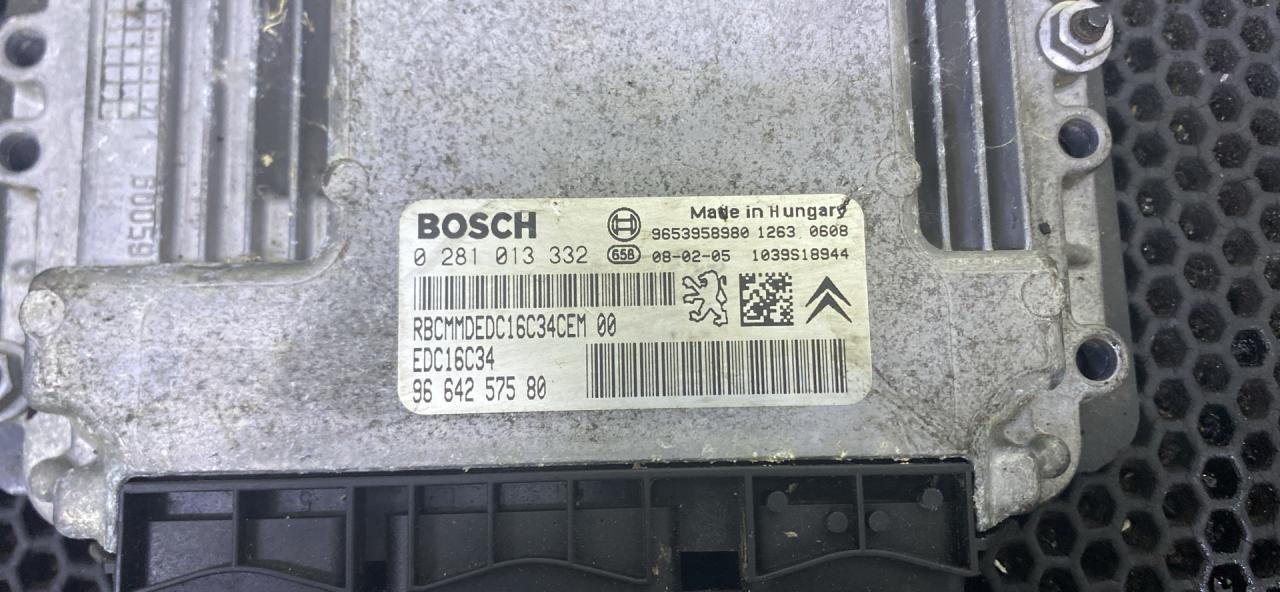 BOSCH
Made in Hungary
9653958980 1263 0608
0 281 013 332
65B
08-02-05 1039S18944
RBCMMDEDC16C34CEM 00
EDC16C34
96 642 575 80